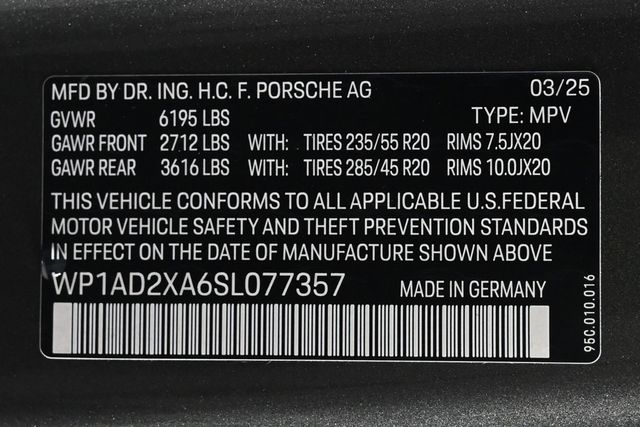 MFD BY DR. ING. H.C. F. PORSCHE AG 03/25
GVWR 6195 LBS TYPE: MPV
GAWR FRONT 2712 LBS WITH: TIRES 235/55 R20 RIMS 7.5JX20
GAWR REAR 3616 LBS WITH: TIRES 285/45 R20 RIMS 10.0JX20
THIS VEHICLE CONFORMS TO ALL APPLICABLE U.S.FEDERAL
MOTOR VEHICLE SAFETY AND THEFT PREVENTION STANDARDS
IN EFFECT ON THE DATE OF MANUFACTURE SHOWN ABOVE
WP1AD2XA6SL077357 MADE IN GERMANY
95C.010.016